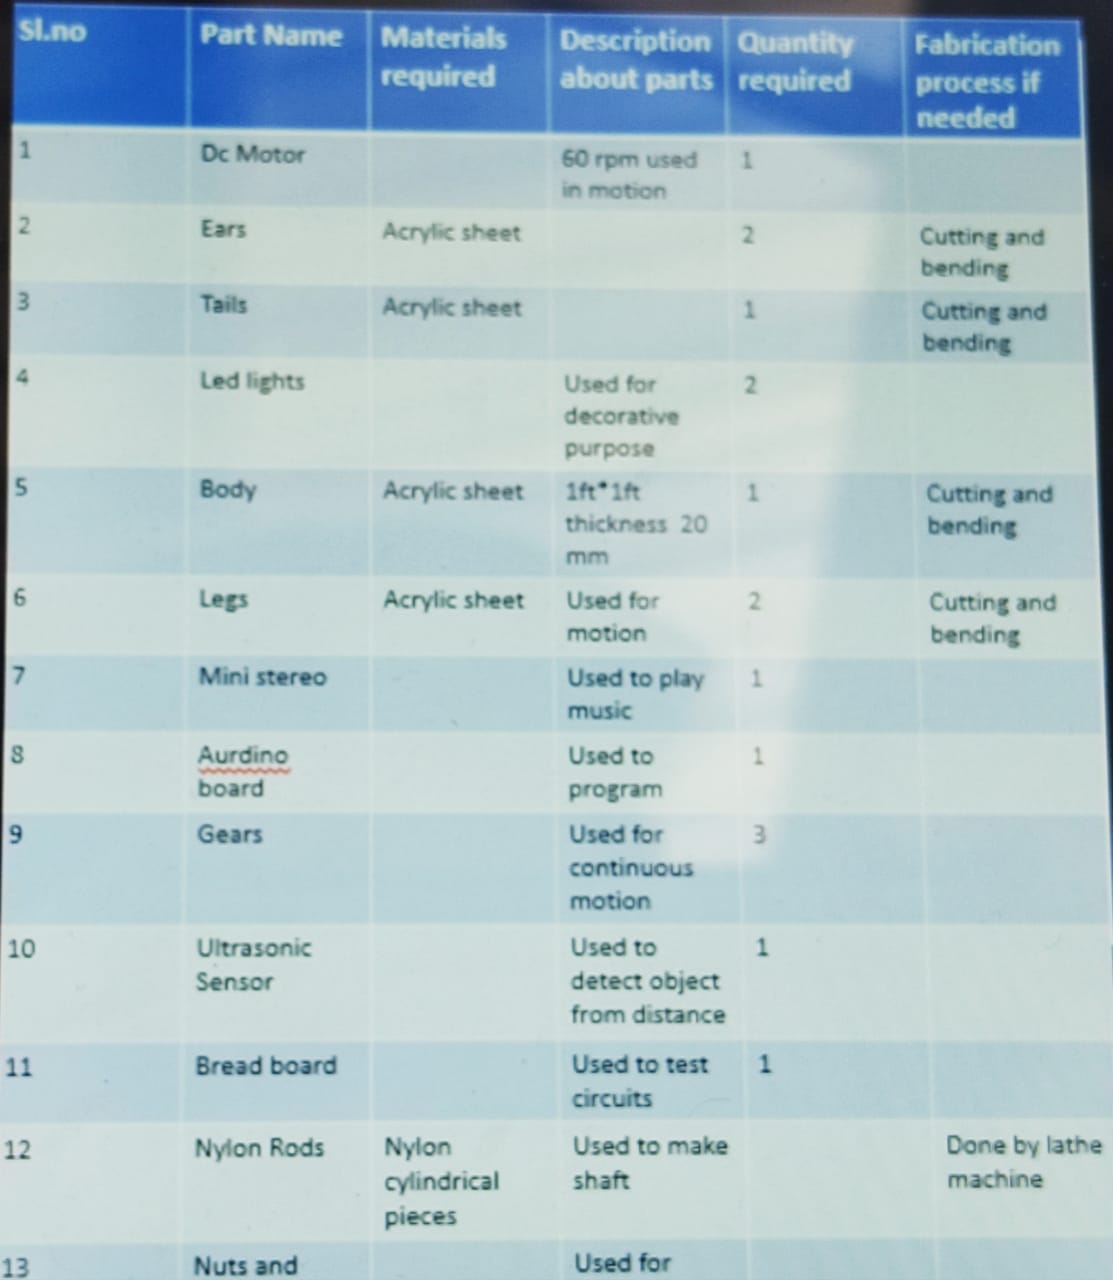 Sl.no Part Name Materials required Description about parts Quantity required Fabrication process if needed
1 Dc Motor 60 rpm used in motion 1
2 Ears Acrylic sheet 2 Cutting and bending
3 Tails Acrylic sheet 1 Cutting and bending
4 Led lights Used for decorative purpose 2
5 Body Acrylic sheet 1ft*1ft thickness 20 mm 1 Cutting and bending
6 Legs Acrylic sheet Used for motion 2 Cutting and bending
7 Mini stereo Used to play music 1
8 Aurdino board Used to program 1
9 Gears Used for continuous motion 3
10 Ultrasonic Sensor Used to detect object from distance 1
11 Bread board Used to test circuits 1
12 Nylon Rods Nylon cylindrical pieces Used to make shaft Done by lathe machine
13 Nuts and Used for